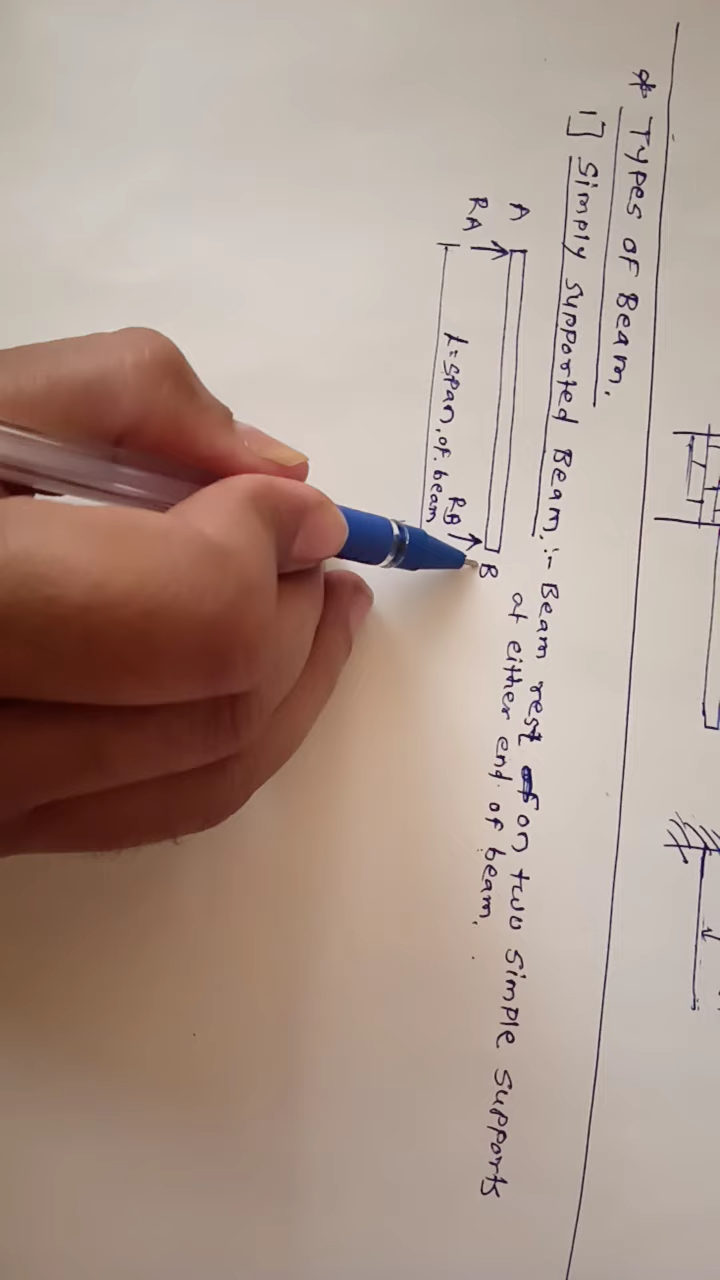 * Types of Beam.
1] Simply supported Beam. :- Beam rest on two simple supports
at either end of beam.
A
B
RA
RB
L = span of beam